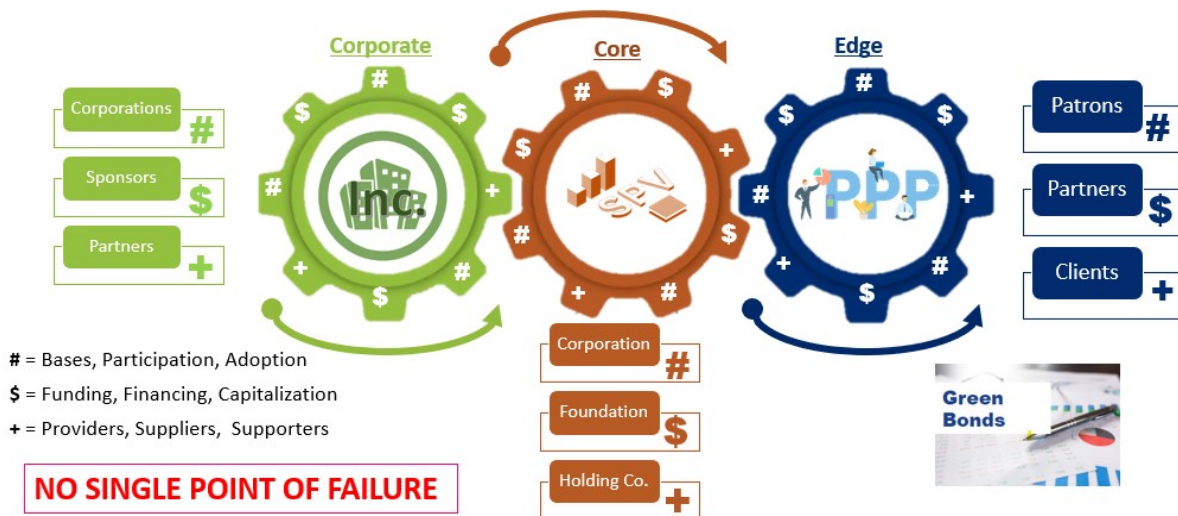 Corporate
Core
Edge
Corporations
#
Sponsors
$
Partners
+
# $ + # $ + # $
Inc.
# + $ # + # $
SPV
# $ + # $ + # $
PPP
Patrons
#
Partners
$
Clients
+
Corporation
#
Foundation
$
Holding Co.
+
# = Bases, Participation, Adoption
$ = Funding, Financing, Capitalization
+ = Providers, Suppliers, Supporters
NO SINGLE POINT OF FAILURE
Green
Bonds